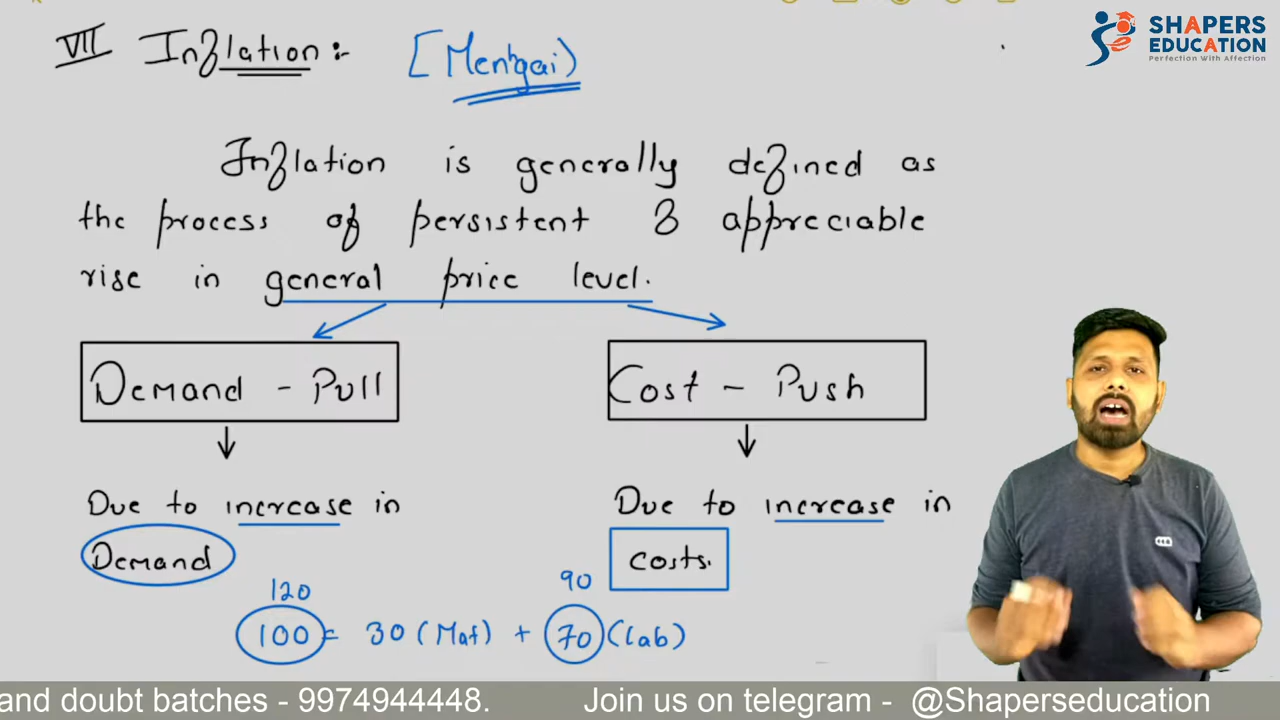 SHAPERS
EDUCATION
Perfection With Affection
VII Inflation :- [Menhgai)
Inflation is generally defined as
the process of persistent & appreciable
rise in general price level.
Demand - Pull
Cost - Push
Due to increase in
Demand
Due to increase in
costs.
120
90
100 = 30 (Mat) + 70 (lab)
and doubt batches - 9974944448. Join us on telegram - @Shaperseducation